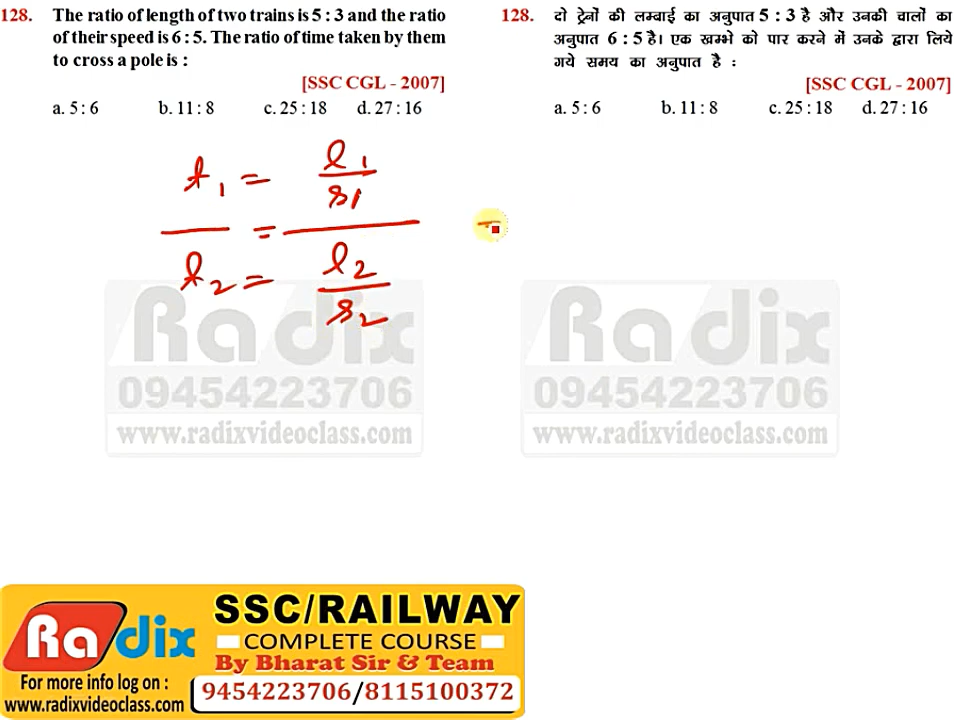 128. The ratio of length of two trains is 5 : 3 and the ratio
of their speed is 6 : 5. The ratio of time taken by them
to cross a pole is :
[SSC CGL - 2007]
a. 5 : 6 b. 11 : 8 c. 25 : 18 d. 27 : 16
t₁ = l₁/s₁
t₂ = l₂/s₂
128. दो ट्रेनों की लम्बाई का अनुपात 5 : 3 है और उनकी चालों का
अनुपात 6 : 5 है। एक खम्भे को पार करने में उनके द्वारा लिये
गये समय का अनुपात है :
[SSC CGL - 2007]
a. 5 : 6 b. 11 : 8 c. 25 : 18 d. 27 : 16
Radix
09454223706
www.radixvideoclass.com
Radix
09454223706
www.radixvideoclass.com
Radix
For more info log on :
www.radixvideoclass.com
SSC/RAILWAY
COMPLETE COURSE
By Bharat Sir & Team
9454223706/8115100372